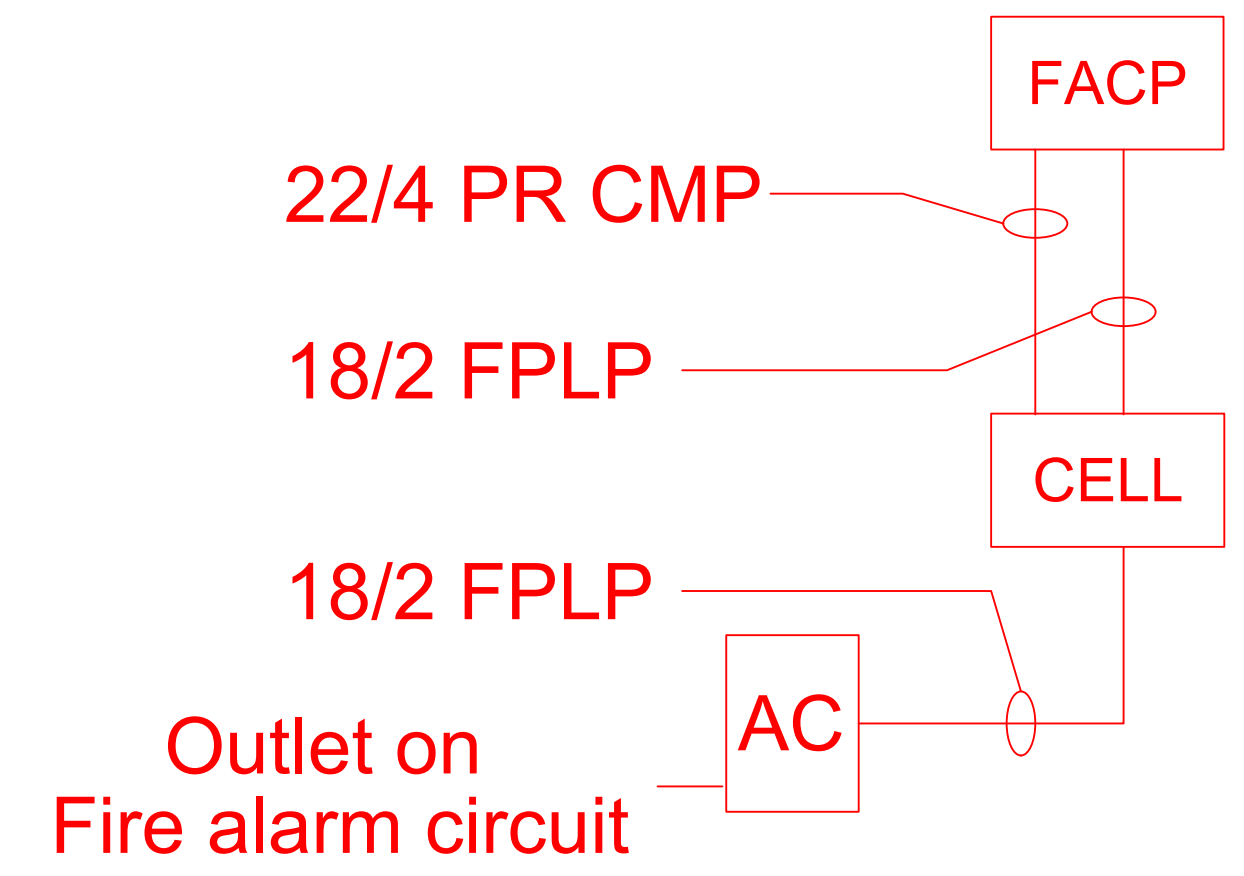 FACP
22/4 PR CMP
18/2 FPLP
CELL
18/2 FPLP
AC
Outlet on
Fire alarm circuit